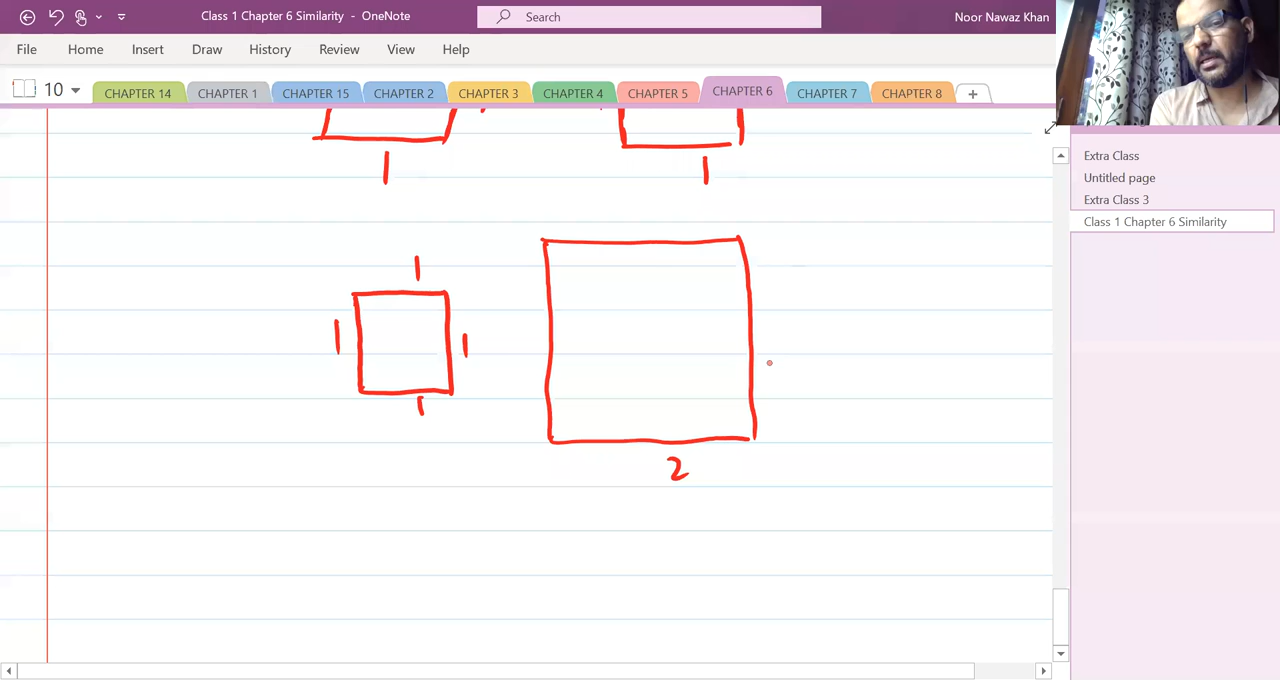 Class 1 Chapter 6 Similarity - OneNote
Search
Noor Nawaz Khan
File Home Insert Draw History Review View Help
10 CHAPTER 14 CHAPTER 1 CHAPTER 15 CHAPTER 2 CHAPTER 3 CHAPTER 4 CHAPTER 5 CHAPTER 6 CHAPTER 7 CHAPTER 8 +
Extra Class
Untitled page
Extra Class 3
Class 1 Chapter 6 Similarity
1 1
1
1 1
1
2